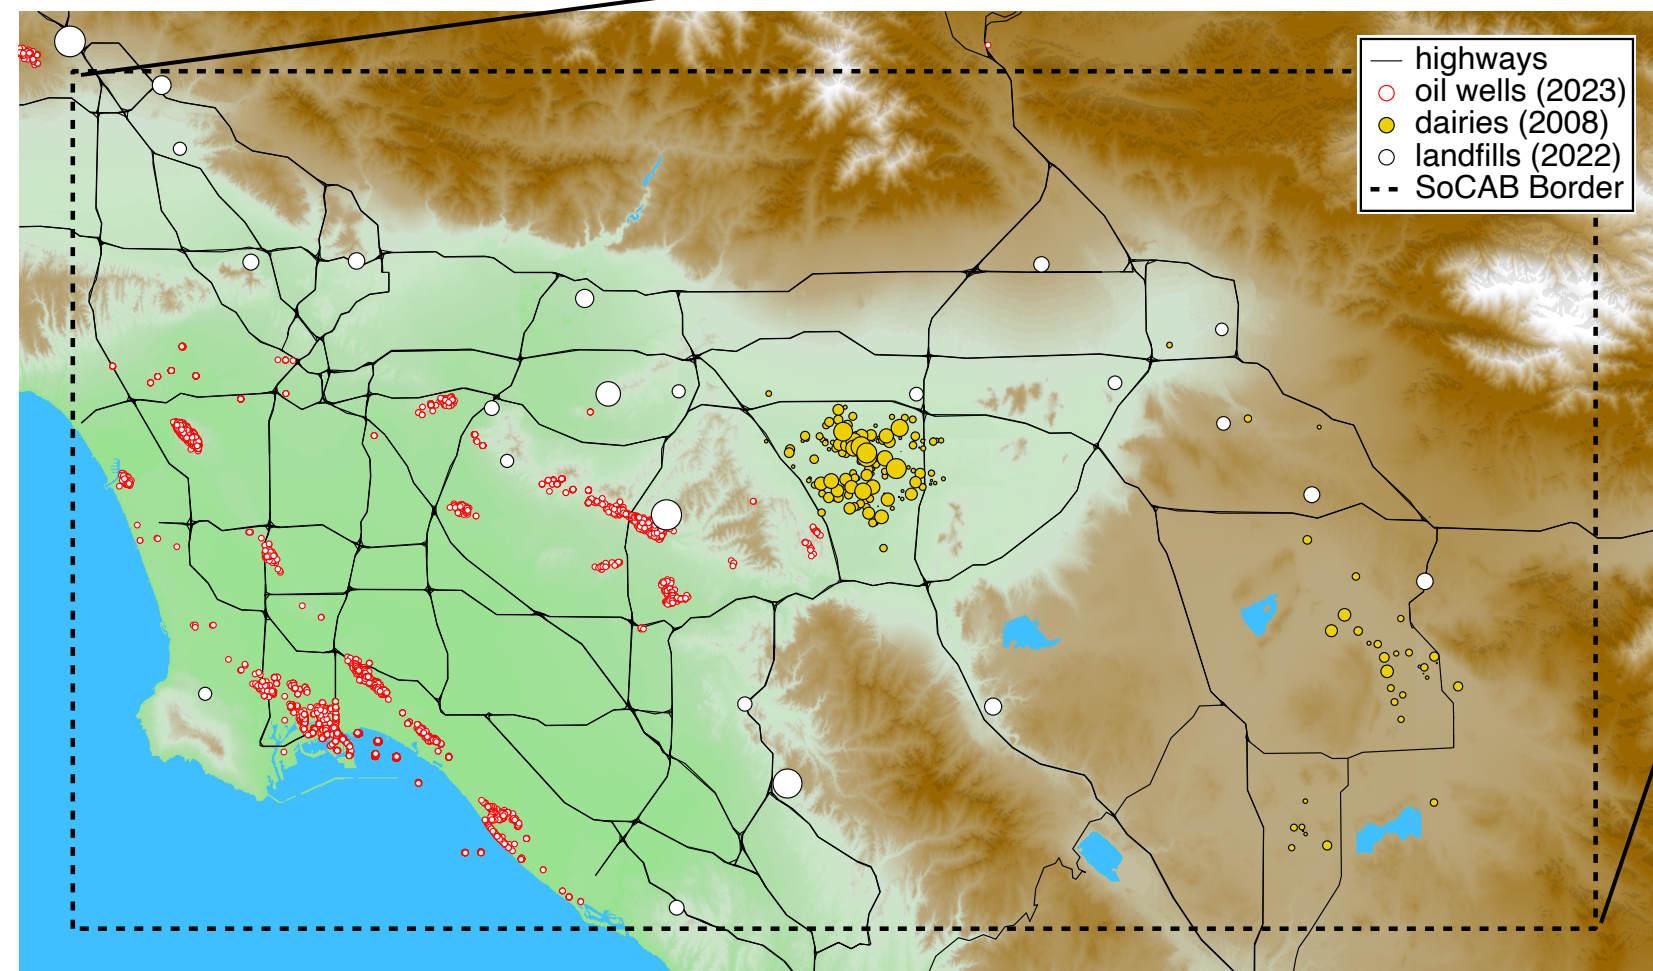 highways
oil wells (2023)
dairies (2008)
landfills (2022)
SoCAB Border